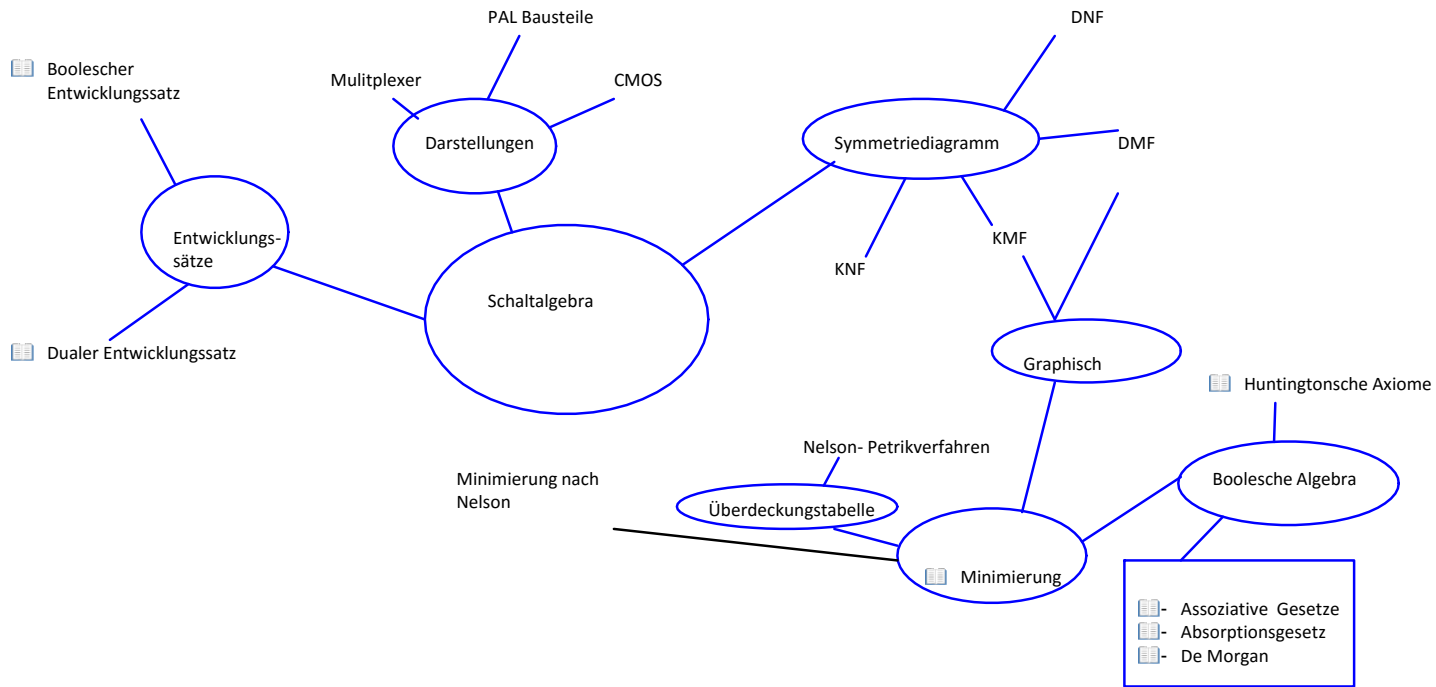 PAL Bausteile
DNF
Boolescher
Entwicklungssatz
Mulitplexer
CMOS
Darstellungen
Symmetriediagramm
DMF
Entwicklungs-
sätze
KMF
KNF
Schaltalgebra
Dualer Entwicklungssatz
Graphisch
Huntingtonsche Axiome
Nelson- Petrikverfahren
Minimierung nach
Nelson
Boolesche Algebra
Überdeckungstabelle
Minimierung
- Assoziative Gesetze
- Absorptionsgesetz
- De Morgan